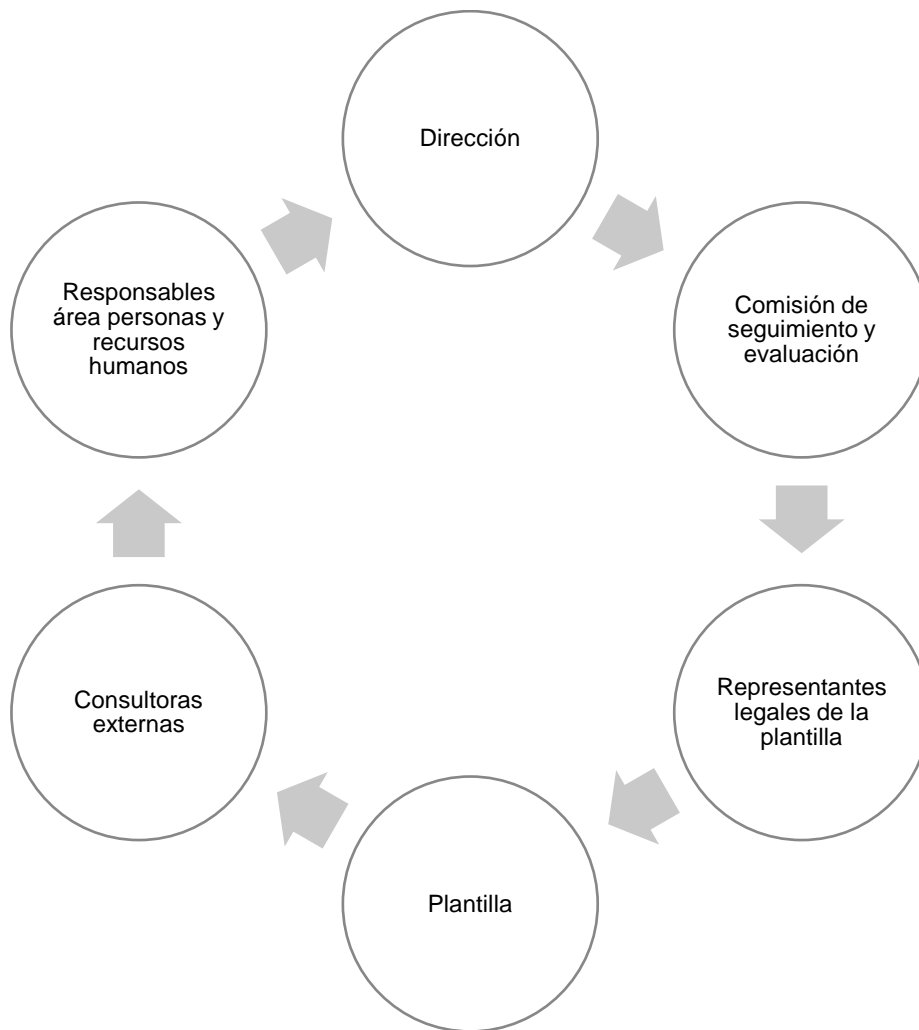 Dirección
Comisión de
seguimiento y
evaluación
Representantes
legales de la
plantilla
Plantilla
Consultoras
externas
Responsables
área personas y
recursos
humanos